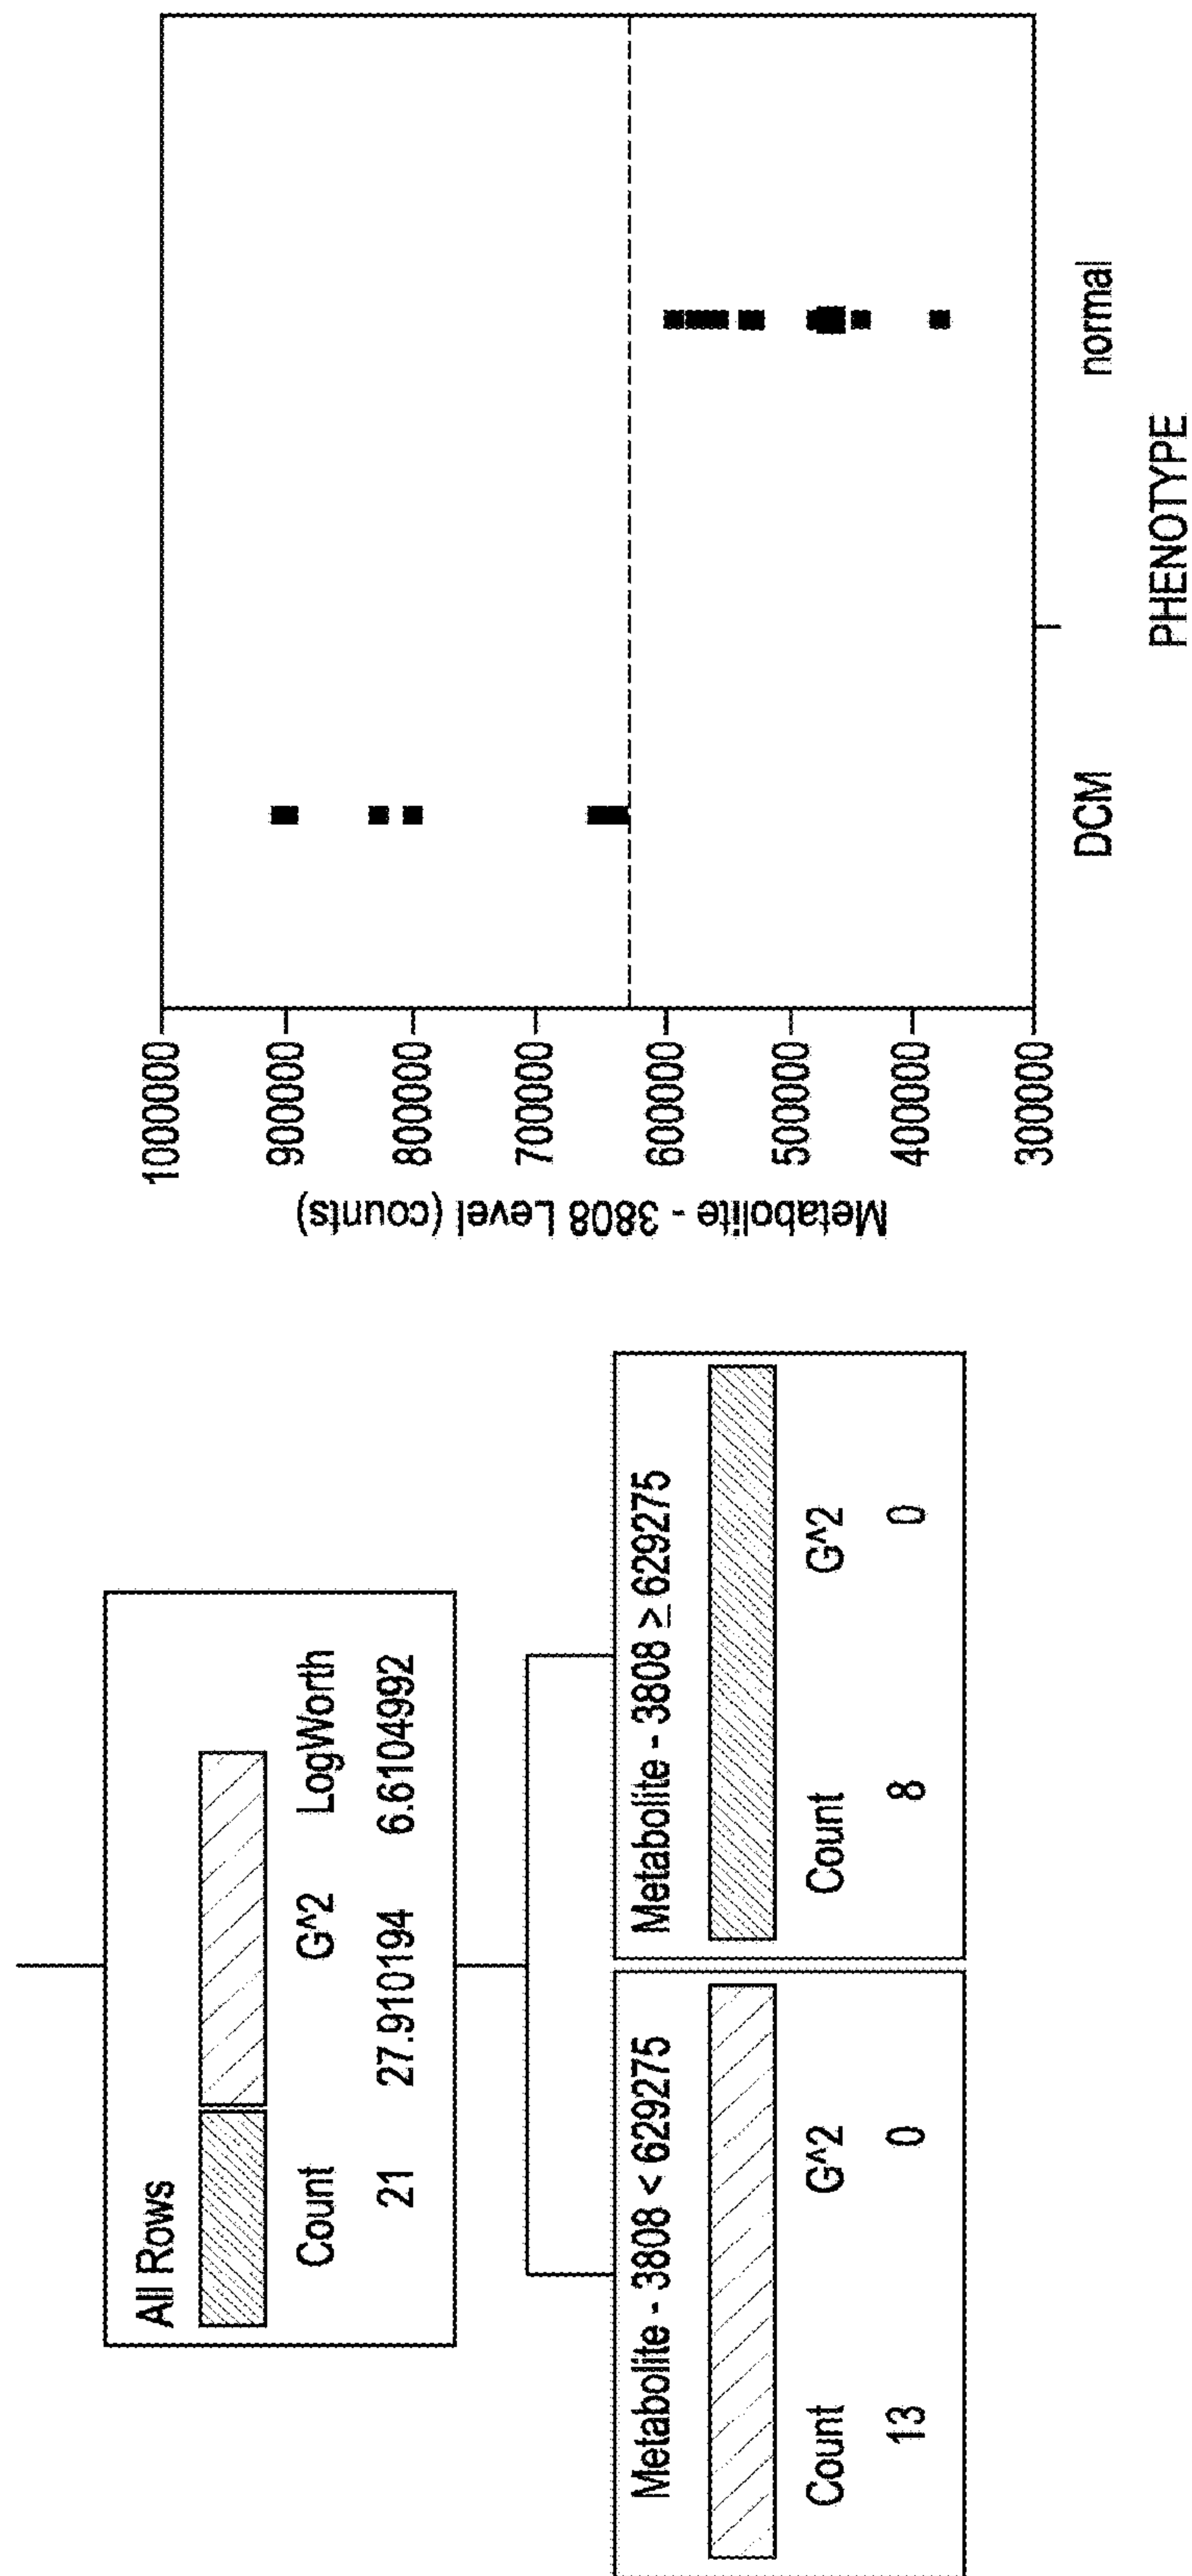 All Rows
Count G^2 LogWorth
21 27.910194 6.6104992
Metabolite - 3808 < 629275
Count G^2
13 0
Metabolite - 3808 ≥ 629275
Count G^2
8 0
Metabolite - 3808 Level (counts)
1000000
900000
800000
700000
600000
500000
400000
300000
DCM normal
PHENOTYPE